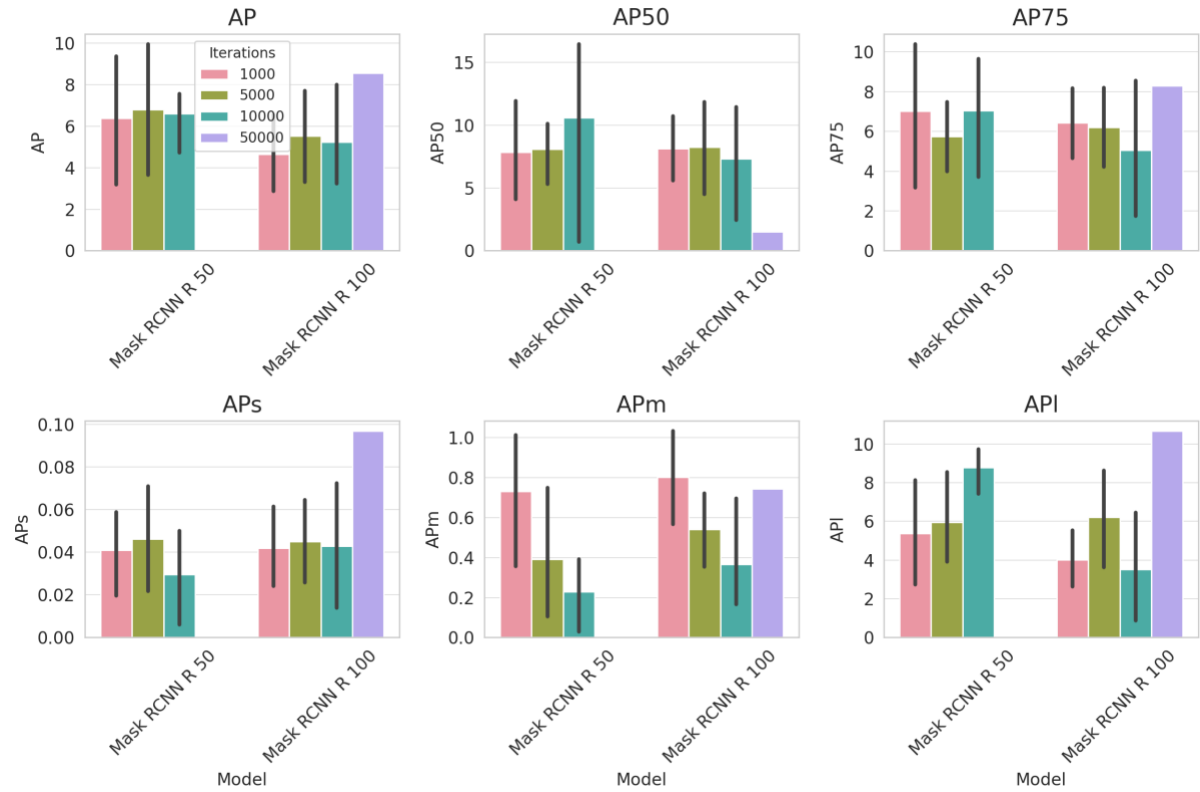 AP
AP50
AP75
10
8
6
4
2
0
AP
Iterations
1000
5000
10000
50000
15
10
5
0
AP50
10
8
6
4
2
0
AP75
Mask RCNN R 50
Mask RCNN R 100
Mask RCNN R 50
Mask RCNN R 100
Mask RCNN R 50
Mask RCNN R 100
APs
APm
APl
0.10
0.08
0.06
0.04
0.02
0.00
APs
1.0
0.8
0.6
0.4
0.2
0.0
APm
10
8
6
4
2
0
APl
Mask RCNN R 50
Mask RCNN R 100
Mask RCNN R 50
Mask RCNN R 100
Mask RCNN R 50
Mask RCNN R 100
Model
Model
Model